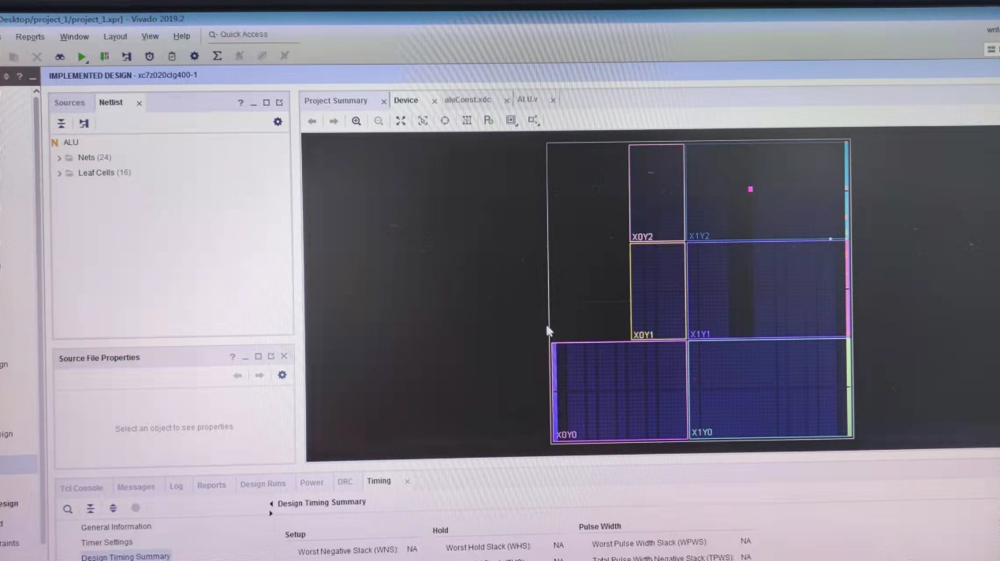 Desktop/project_1/project_1.xpr] - Vivado 2019.2
Reports Window Layout View Help Q- Quick Access
IMPLEMENTED DESIGN - xc7z020clg400-1
Sources Netlist
Project Summary Device aluConst.xdc ALU.v
N ALU
Nets (24)
Leaf Cells (16)
X0Y2 X1Y2
X0Y1 X1Y1
X0Y0 X1Y0
Source File Properties
Select an object to see properties
Tcl Console Messages Log Reports Design Runs Power DRC Timing
Design Timing Summary
General Information
Timer Settings
Design Timing Summary
Setup Hold Pulse Width
Worst Negative Slack (WNS): NA Worst Hold Slack (WHS): NA Worst Pulse Width Slack (WPWS): NA
NA Total Pulse Width Negative Slack (TPWS): NA